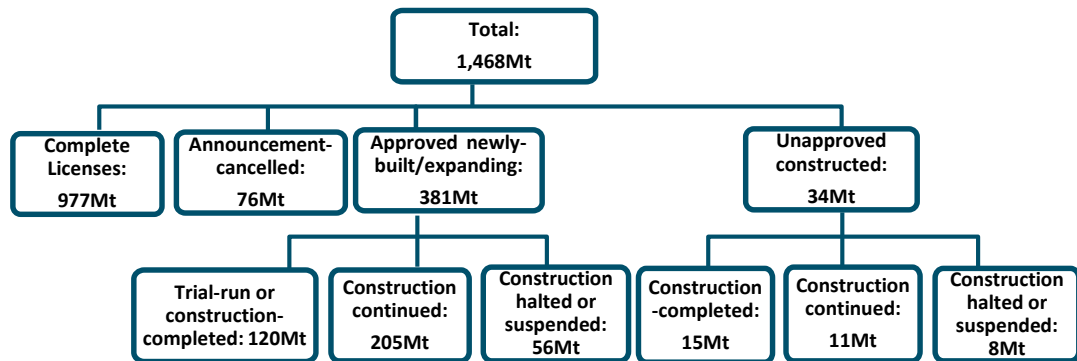 Total:
1,468Mt
Complete
Licenses:
977Mt
Announcement-
cancelled:
76Mt
Approved newly-
built/expanding:
381Mt
Unapproved
constructed:
34Mt
Trial-run or
construction-
completed: 120Mt
Construction
continued:
205Mt
Construction
halted or
suspended:
56Mt
Construction
-completed:
15Mt
Construction
continued:
11Mt
Construction
halted or
suspended:
8Mt